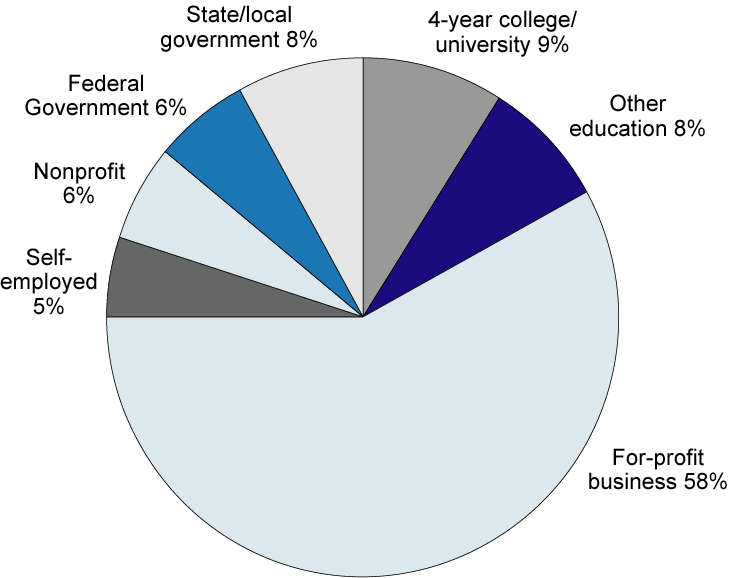 State/local
government 8%
4-year college/
university 9%
Federal
Government 6%
Other
education 8%
Nonprofit
6%
Self-
employed
5%
For-profit
business 58%